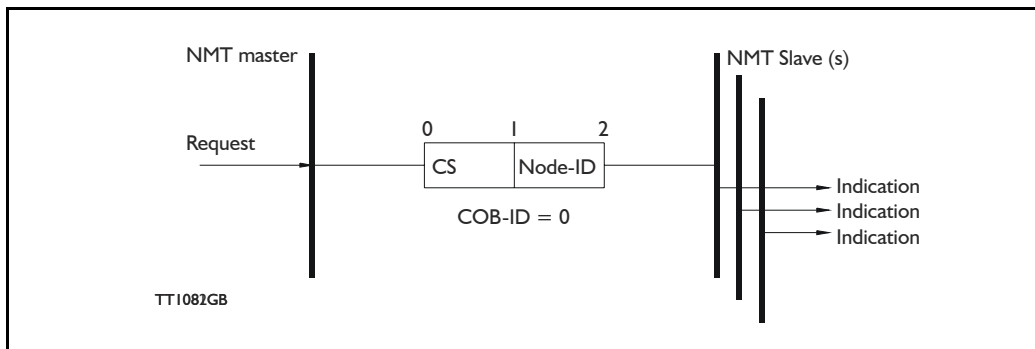 NMT master
NMT Slave (s)
0 1 2
Request
CS Node-ID
COB-ID = 0
Indication
Indication
Indication
TT1082GB